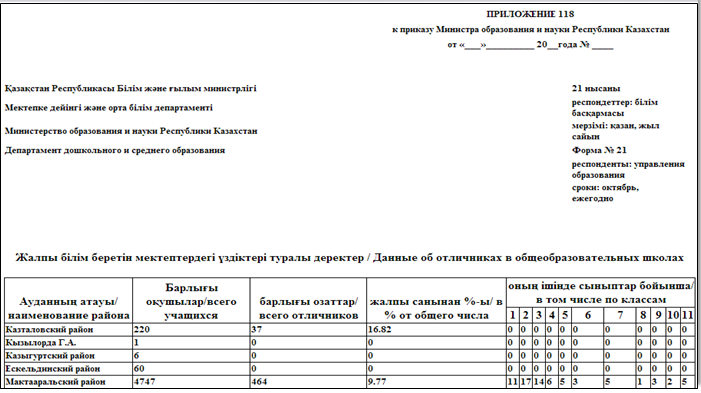 ПРИЛОЖЕНИЕ 118
к приказу Министра образования и науки Республики Казахстан
от «___»__________ 20__года № ____
Қазақстан Республикасы Білім және ғылым министрлігі
Мектепке дейінгі және орта білім департаменті
Министерство образования и науки Республики Казахстан
Департамент дошкольного и среднего образования
21 нысаны
респонденттер: білім
басқармасы
мерзімі: қазан, жыл
сайын
Форма № 21
респонденты: управления
образования
сроки: октябрь,
ежегодно
Жалпы білім беретін мектептердегі үздіктері туралы деректер / Данные об отличниках в общеобразовательных школах
Ауданның атауы/
наименование района
Барлығы
оқушылар/всего
учащихся
барлығы озаттар/
всего отличников
жалпы санынан %-ы/ в
% от общего числа
оның ішінде сыныптар бойынша/
в том числе по классам
1 2 3 4 5 6 7 8 9 10 11
Казталовский район 220 37 16.82 0 0 0 0 0 0 0 0 0 0 0
Кызылорда Г.А. 1 0 0 0 0 0 0 0 0 0 0 0 0 0
Казыгуртский район 6 0 0 0 0 0 0 0 0 0 0 0 0 0
Ескельдинский район 60 0 0 0 0 0 0 0 0 0 0 0 0 0
Мактааральский район 4747 464 9.77 11 17 14 6 5 3 5 1 3 2 5